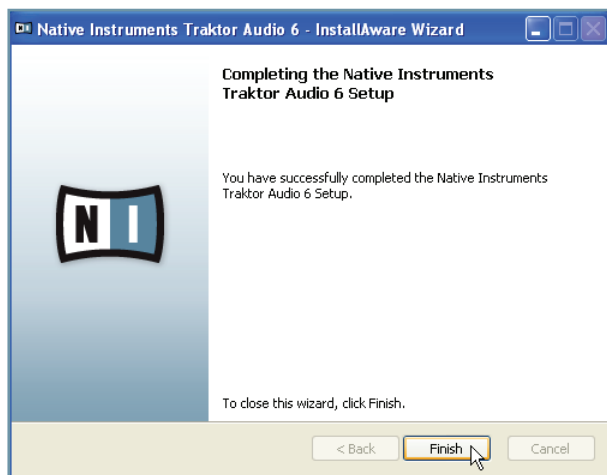 Native Instruments Traktor Audio 6 - InstallAware Wizard
Completing the Native Instruments
Traktor Audio 6 Setup
You have successfully completed the Native Instruments
Traktor Audio 6 Setup.
NI
To close this wizard, click Finish.
< Back Finish Cancel